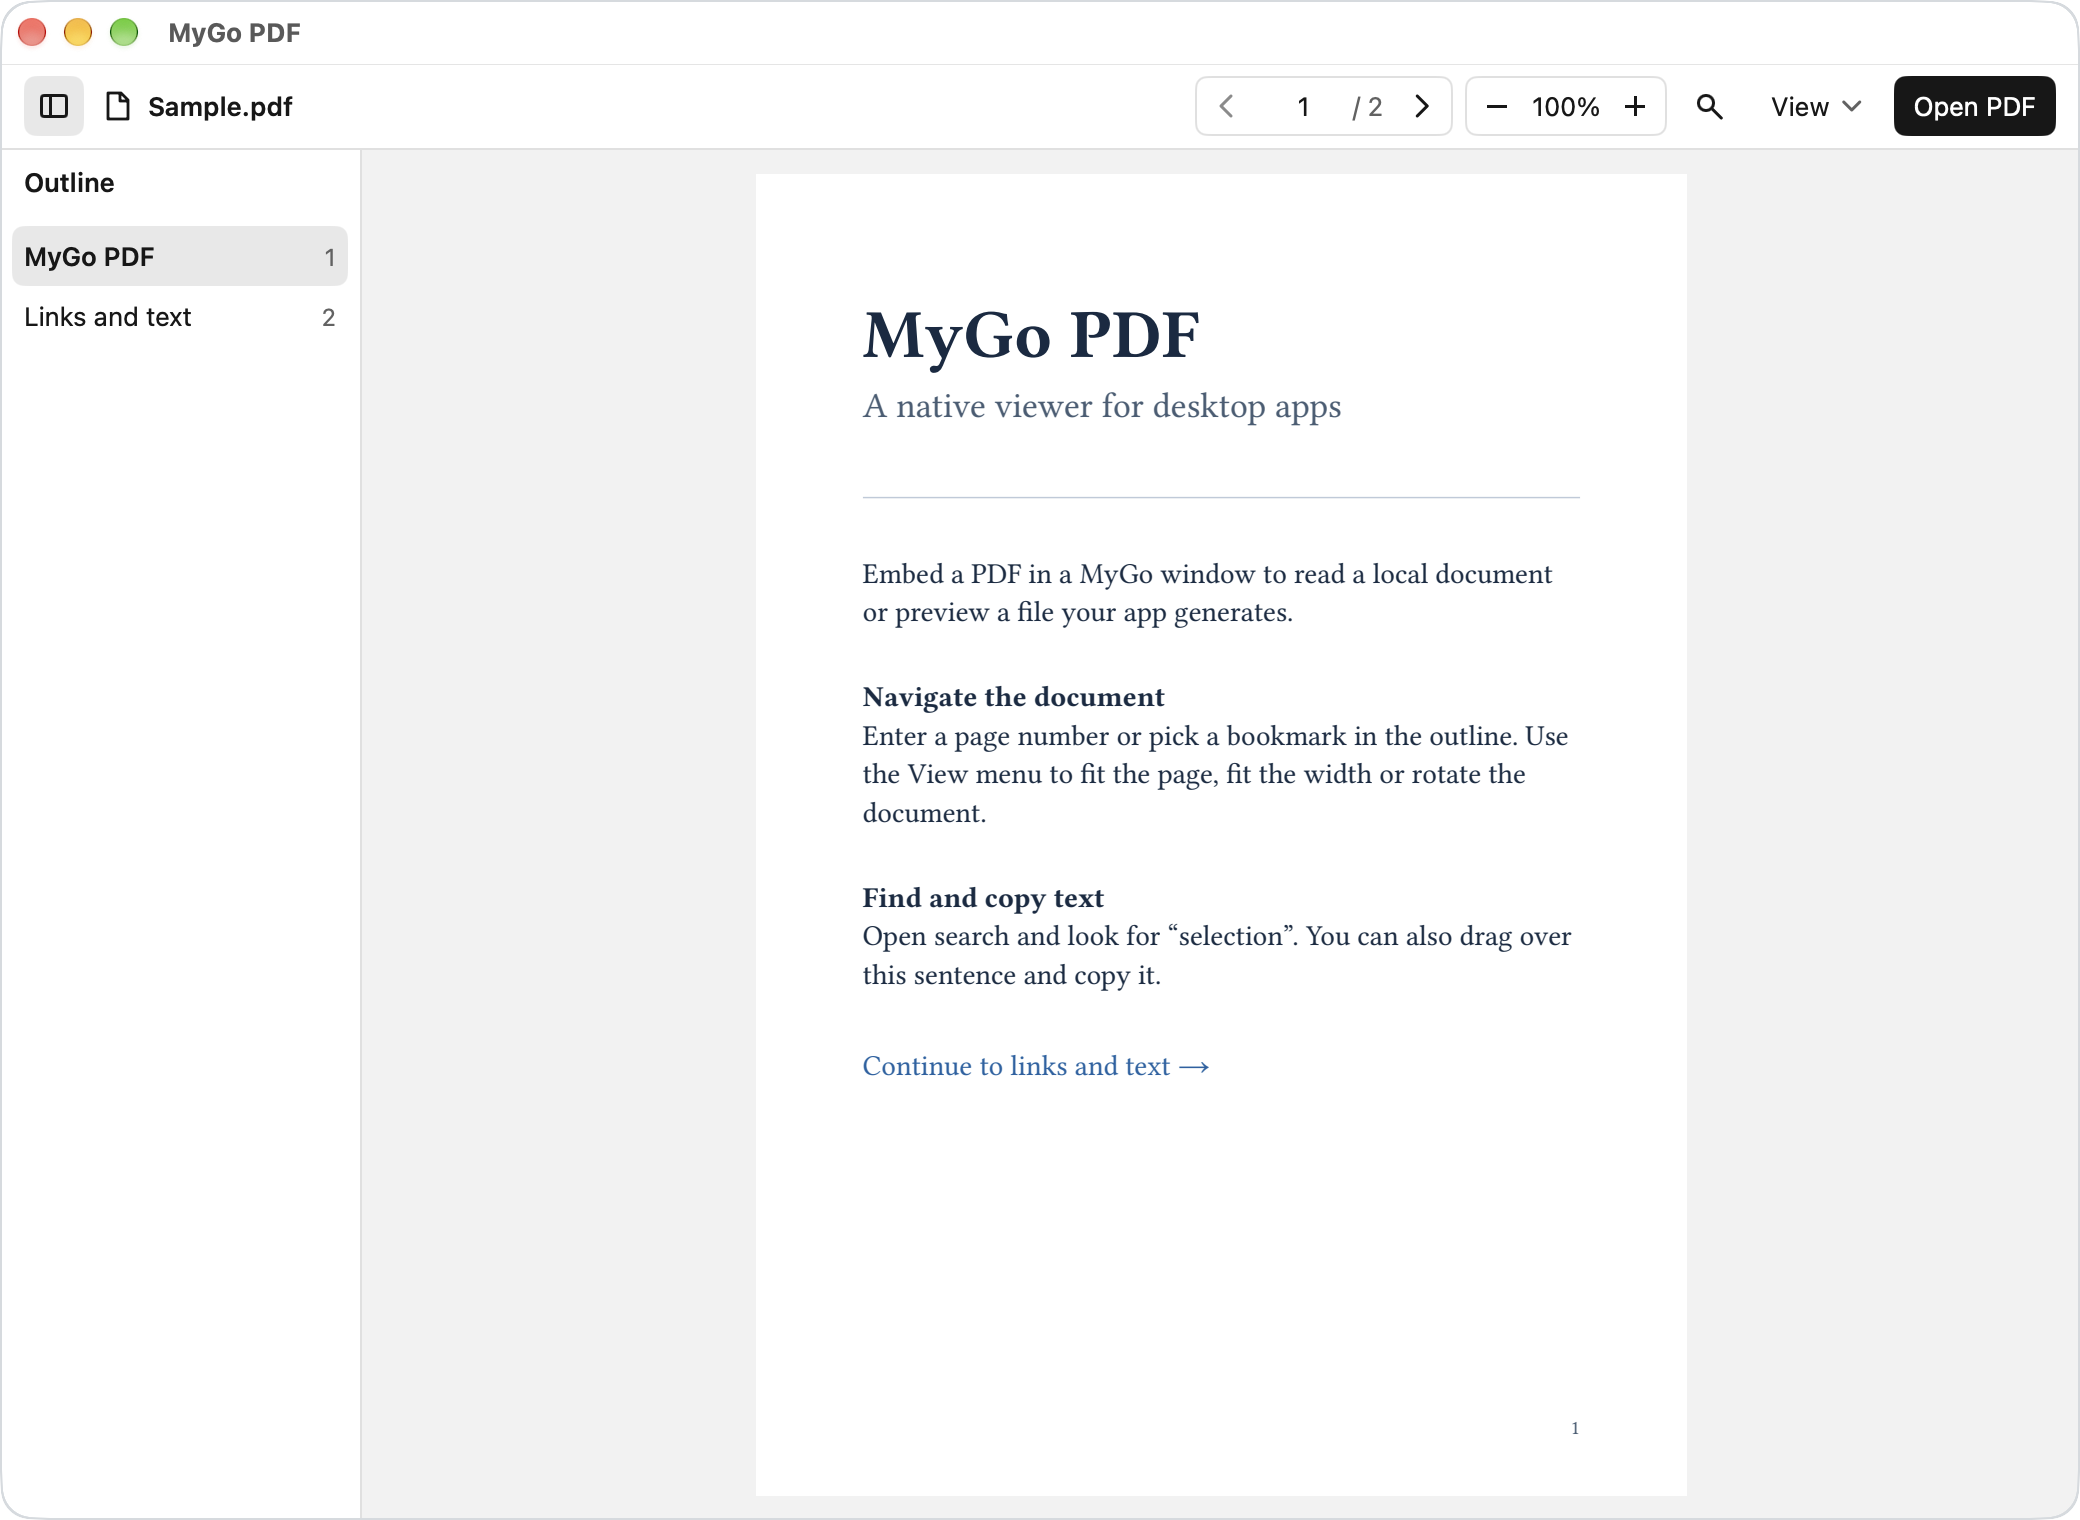 MyGo PDF
Sample.pdf
1 / 2
100%
View
Open PDF
Outline
MyGo PDF 1
Links and text 2
MyGo PDF
A native viewer for desktop apps
Embed a PDF in a MyGo window to read a local document
or preview a file your app generates.
Navigate the document
Enter a page number or pick a bookmark in the outline. Use
the View menu to fit the page, fit the width or rotate the
document.
Find and copy text
Open search and look for “selection”. You can also drag over
this sentence and copy it.
Continue to links and text →
1